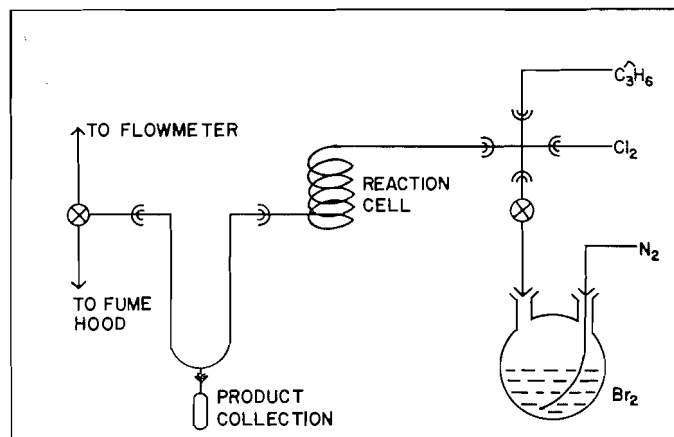 C3H6
TO FLOWMETER
Cl2
REACTION
CELL
N2
TO FUME
HOOD
Br2
PRODUCT
COLLECTION